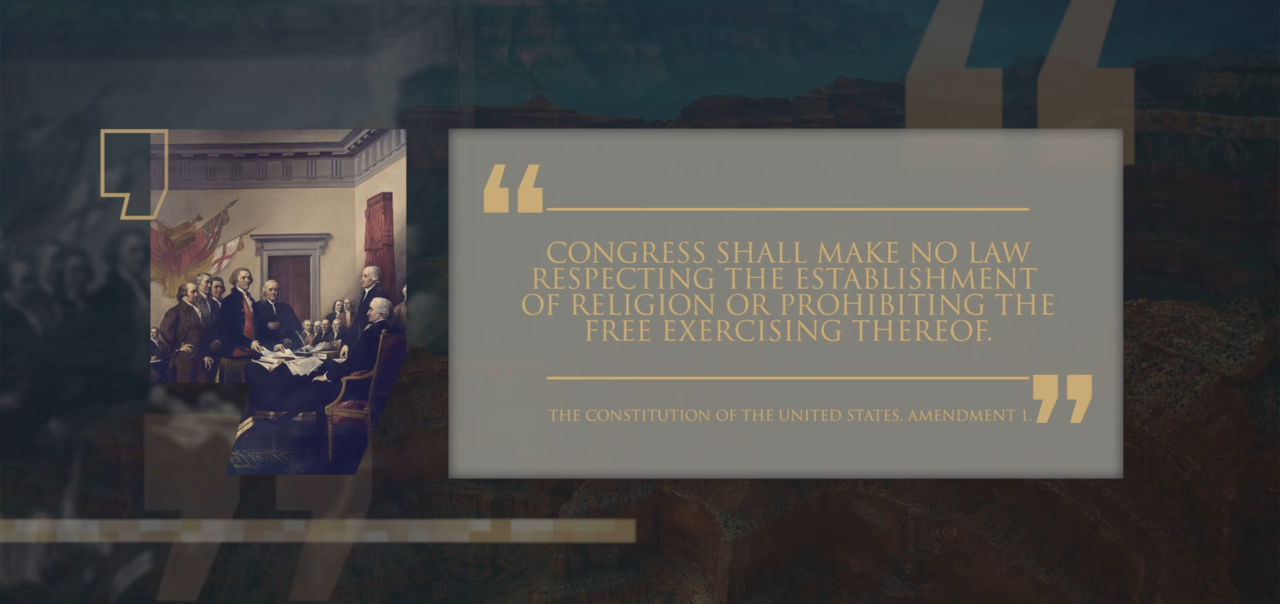 CONGRESS SHALL MAKE NO LAW
RESPECTING THE ESTABLISHMENT
OF RELIGION OR PROHIBITING THE
FREE EXERCISING THEREOF.
THE CONSTITUTION OF THE UNITED STATES. AMENDMENT 1.